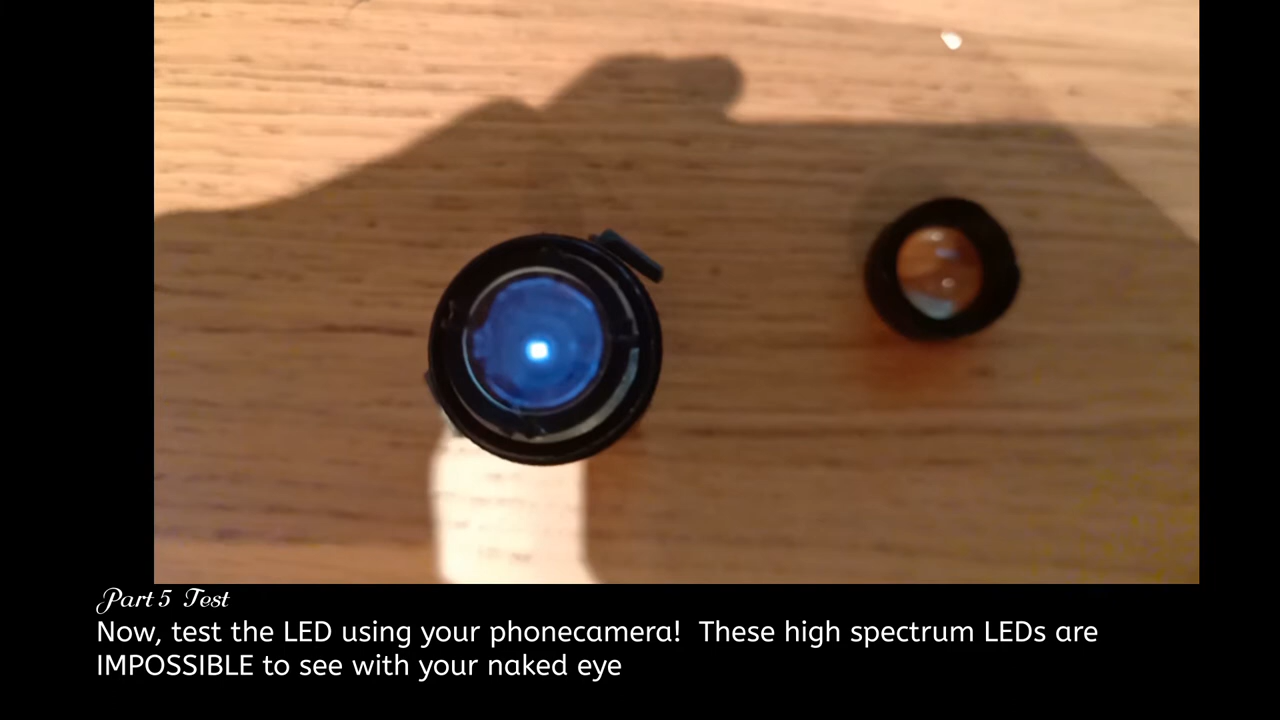 Part 5 Test
Now, test the LED using your phonecamera!  These high spectrum LEDs are
IMPOSSIBLE to see with your naked eye